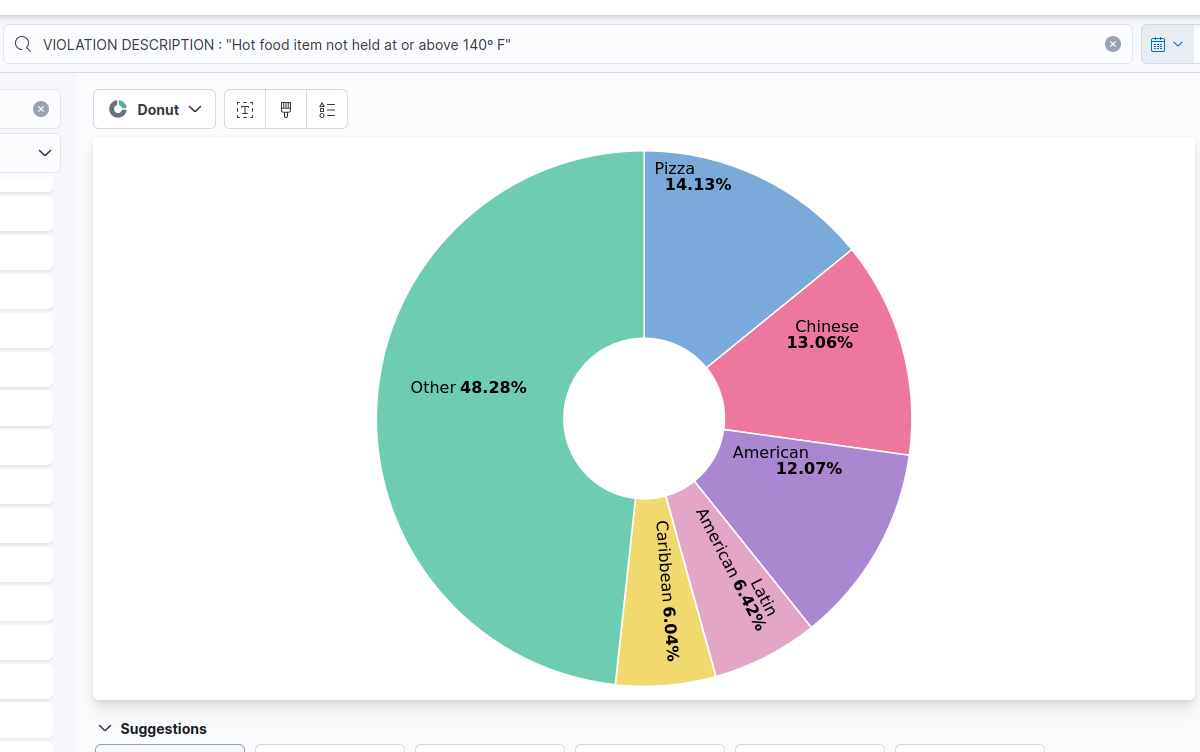 VIOLATION DESCRIPTION : "Hot food item not held at or above 140º F"
Donut
Pizza
14.13%
Chinese
13.06%
American
12.07%
Latin
American 6.42%
Caribbean 6.04%
Other 48.28%
Suggestions